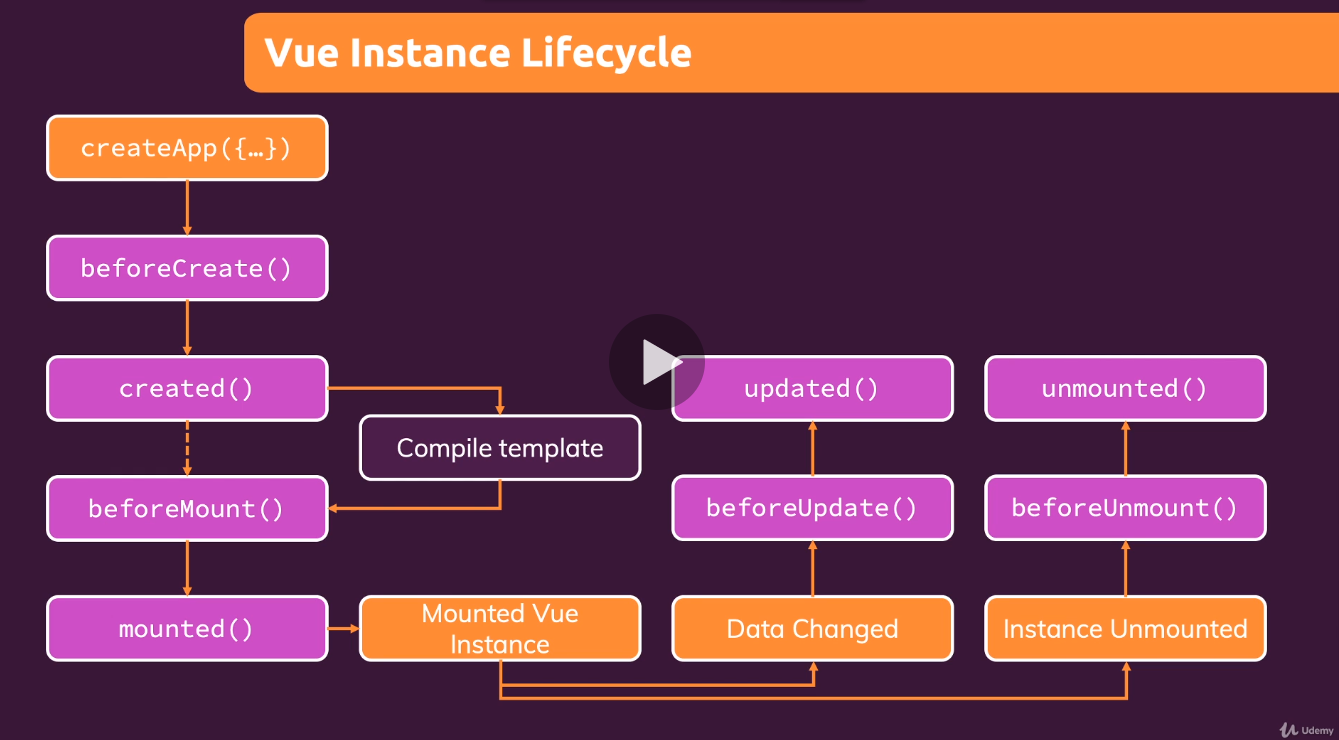 Vue Instance Lifecycle
createApp({…})
beforeCreate()
created()
Compile template
beforeMount()
mounted()
Mounted Vue
Instance
updated()
beforeUpdate()
Data Changed
unmounted()
beforeUnmount()
Instance Unmounted
Udemy